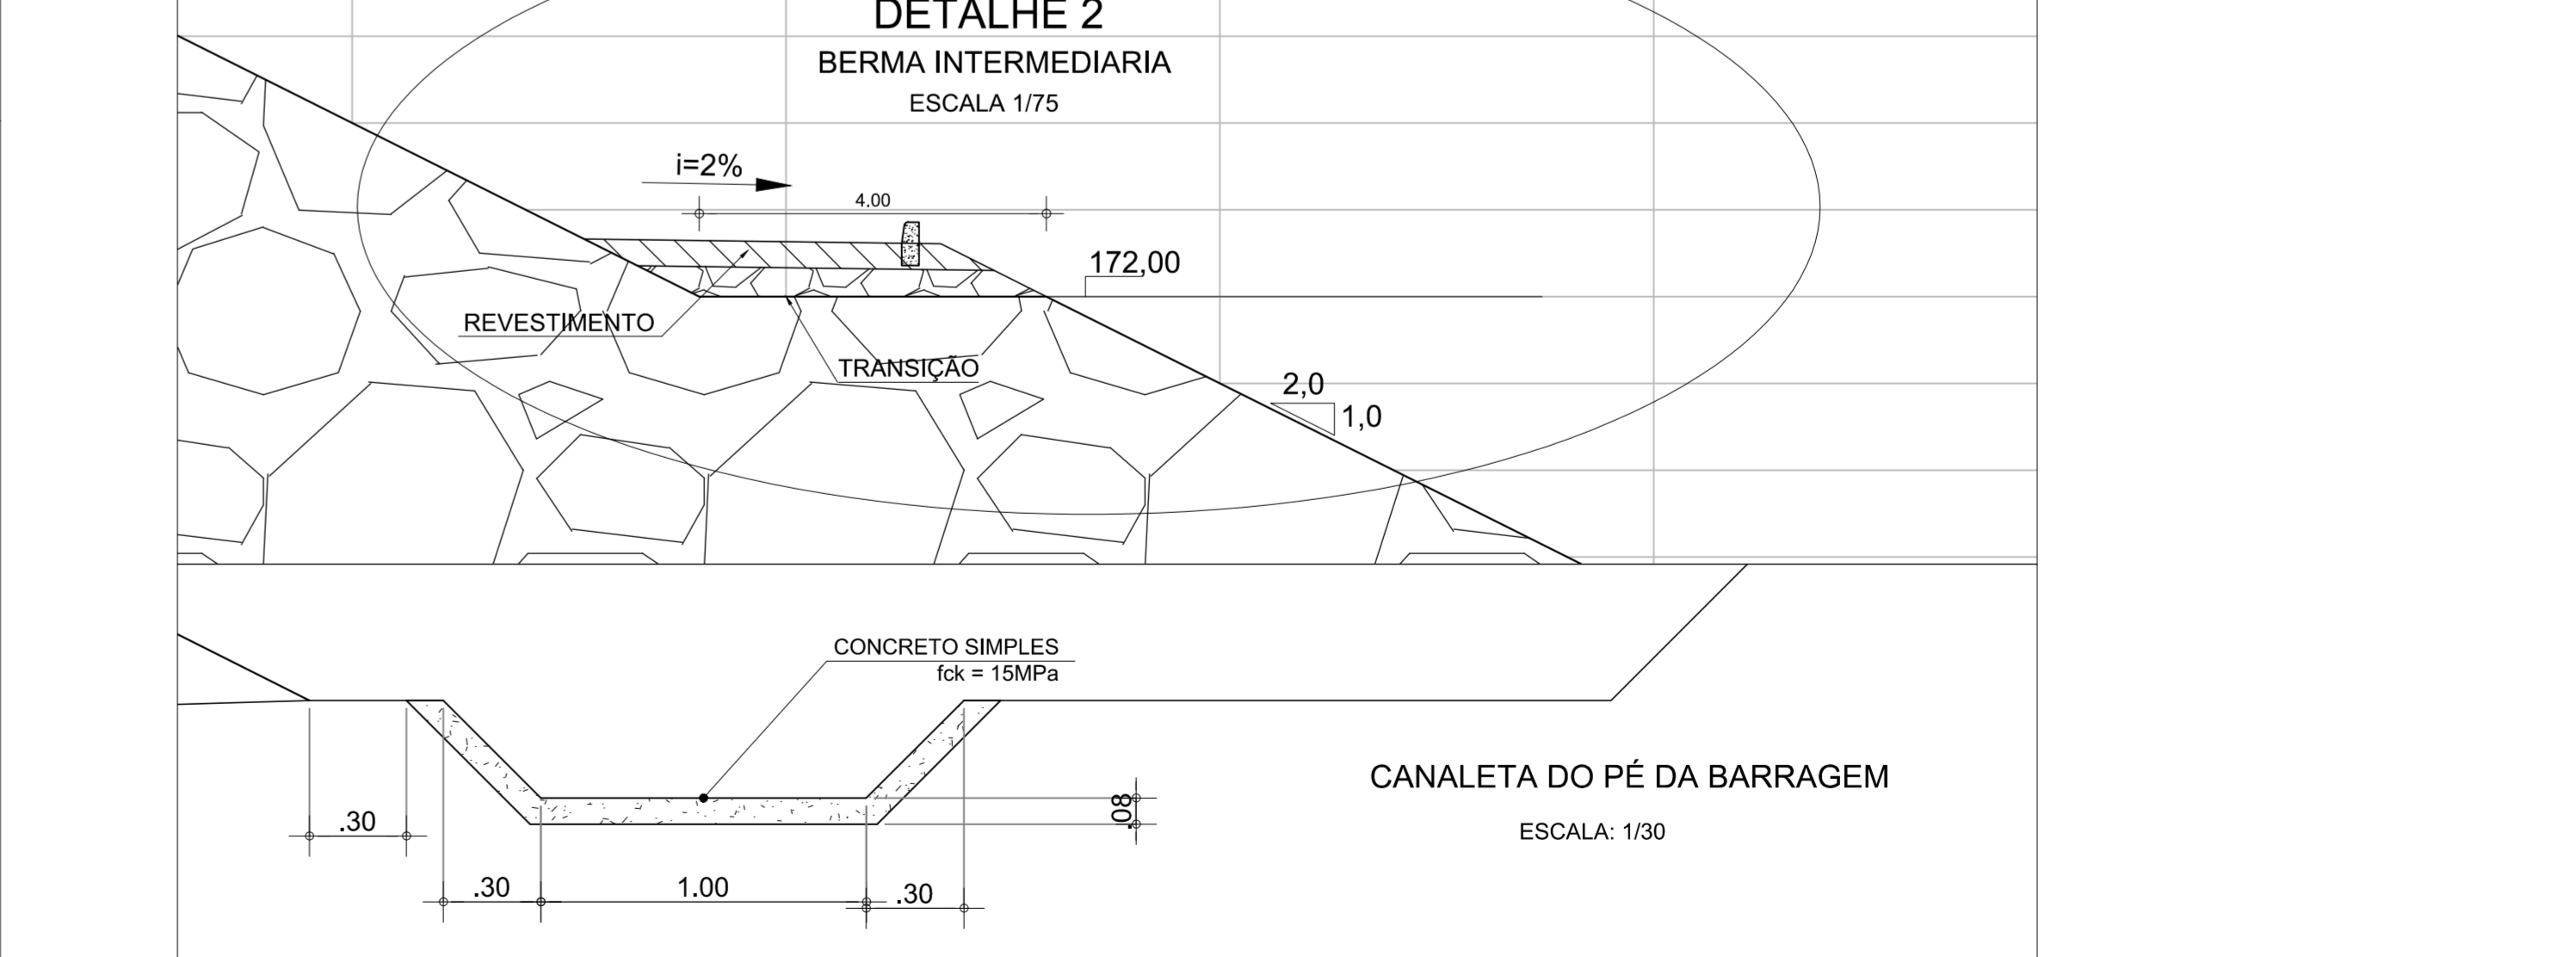 DETALHE 2
BERMA INTERMEDIARIA
ESCALA 1/75
i=2%
4.00
172,00
REVESTIMENTO
TRANSIÇÃO
2,0
1,0
CONCRETO SIMPLES
fck = 15MPa
CANALETA DO PÉ DA BARRAGEM
ESCALA: 1/30
.30
.08
.30
1.00
.30